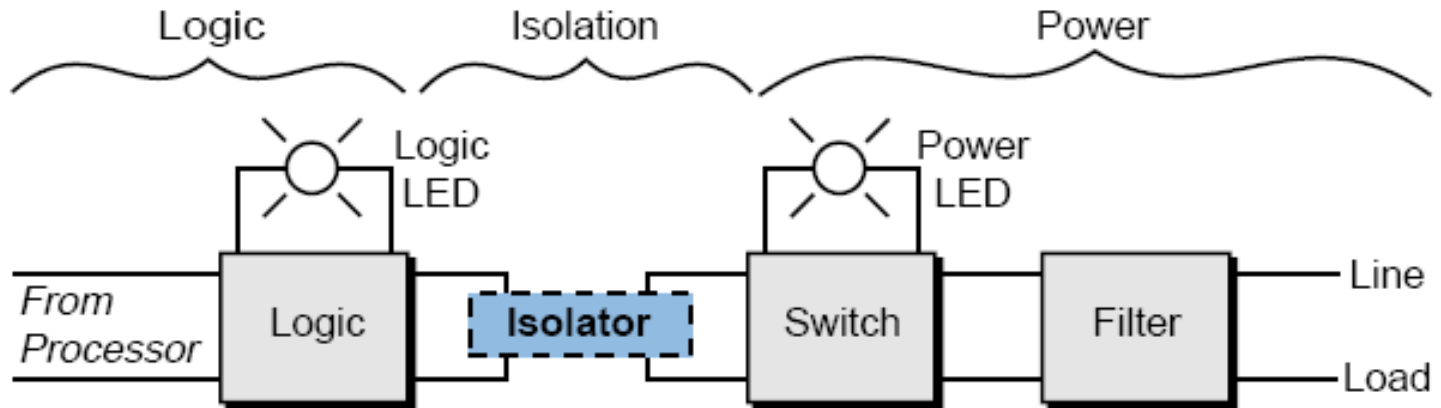 Logic
Isolation
Power
Logic
LED
Power
LED
From
Processor
Logic
Isolator
Switch
Filter
Line
Load